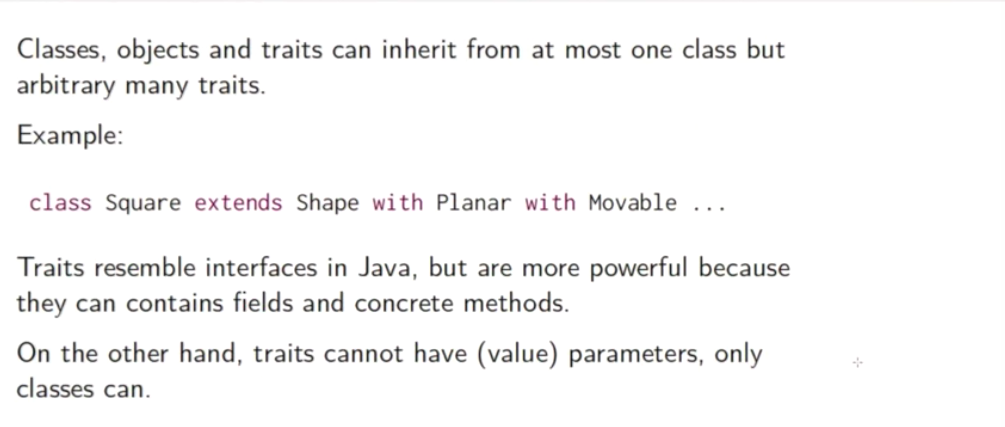 Classes, objects and traits can inherit from at most one class but
arbitrary many traits.
Example:
class Square extends Shape with Planar with Movable ...
Traits resemble interfaces in Java, but are more powerful because
they can contains fields and concrete methods.
On the other hand, traits cannot have (value) parameters, only
classes can.